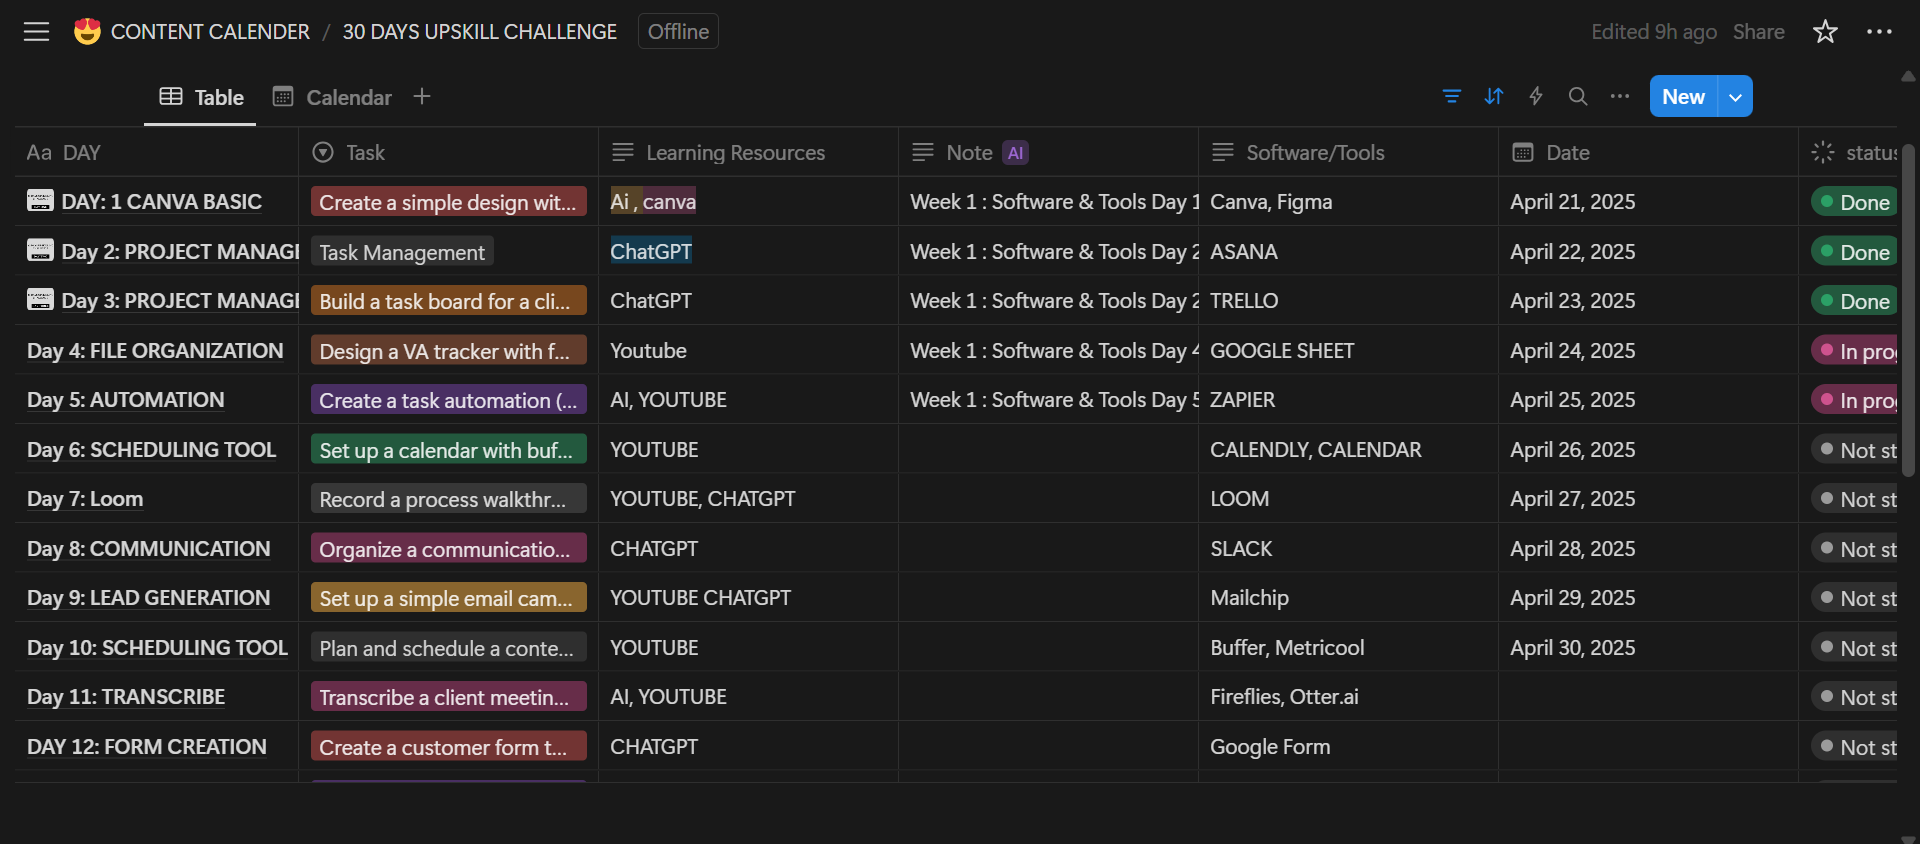 CONTENT CALENDER / 30 DAYS UPSKILL CHALLENGE Offline Edited 9h ago Share
Table Calendar New
Aa DAY Task Learning Resources Note AI Software/Tools Date status
DAY: 1 CANVA BASIC Create a simple design wit... Ai , canva Week 1 : Software & Tools Day 1 Canva, Figma April 21, 2025 Done
Day 2: PROJECT MANAGE Task Management ChatGPT Week 1 : Software & Tools Day 2 ASANA April 22, 2025 Done
Day 3: PROJECT MANAGE Build a task board for a cli... ChatGPT Week 1 : Software & Tools Day 2 TRELLO April 23, 2025 Done
Day 4: FILE ORGANIZATION Design a VA tracker with f... Youtube Week 1 : Software & Tools Day 4 GOOGLE SHEET April 24, 2025 In prog
Day 5: AUTOMATION Create a task automation (... AI, YOUTUBE Week 1 : Software & Tools Day 5 ZAPIER April 25, 2025 In prog
Day 6: SCHEDULING TOOL Set up a calendar with buf... YOUTUBE CALENDLY, CALENDAR April 26, 2025 Not st
Day 7: Loom Record a process walkthr... YOUTUBE, CHATGPT LOOM April 27, 2025 Not st
Day 8: COMMUNICATION Organize a communicatio... CHATGPT SLACK April 28, 2025 Not st
Day 9: LEAD GENERATION Set up a simple email cam... YOUTUBE CHATGPT Mailchip April 29, 2025 Not st
Day 10: SCHEDULING TOOL Plan and schedule a conte... YOUTUBE Buffer, Metricool April 30, 2025 Not st
Day 11: TRANSCRIBE Transcribe a client meetin... AI, YOUTUBE Fireflies, Otter.ai Not st
DAY 12: FORM CREATION Create a customer form t... CHATGPT Google Form Not st